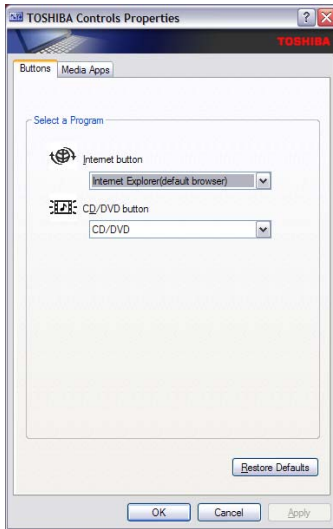 TOSHIBA Controls Properties
TOSHIBA
Buttons
Media Apps
Select a Program
Internet button
Internet Explorer(default browser)
CD/DVD button
CD/DVD
Restore Defaults
OK
Cancel
Apply